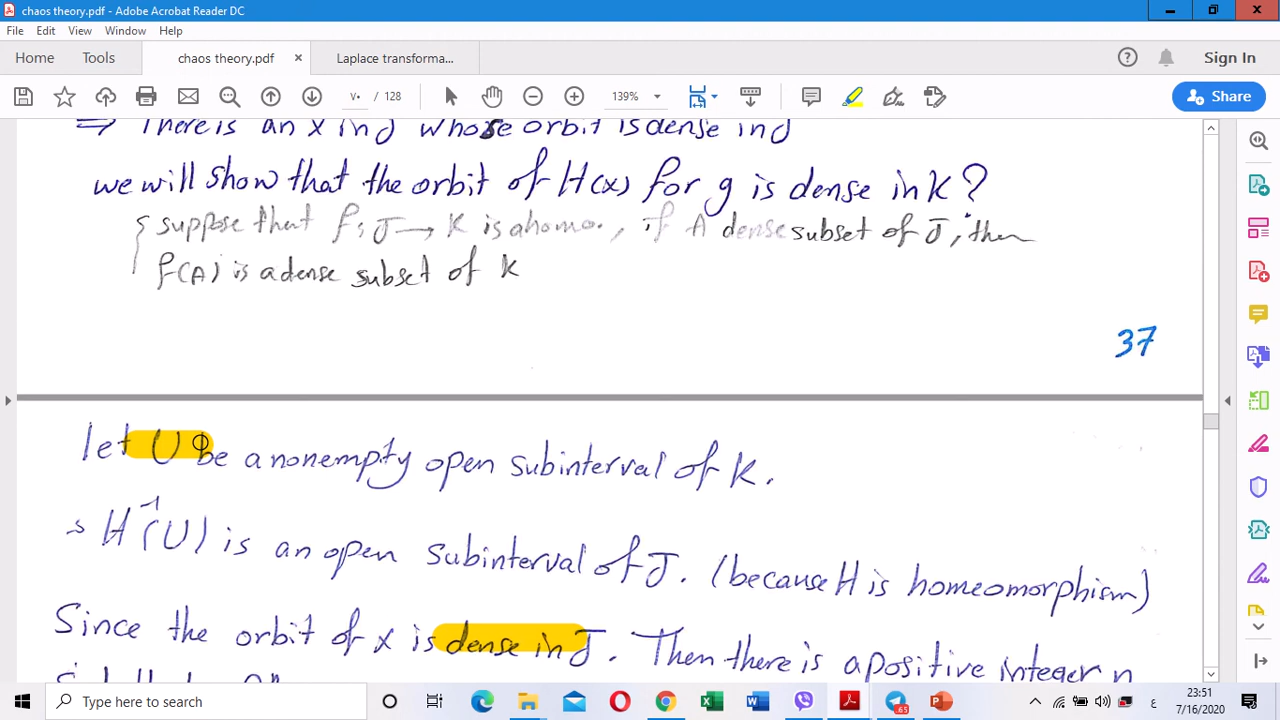 chaos theory.pdf - Adobe Acrobat Reader DC
File Edit View Window Help
Home Tools chaos theory.pdf × Laplace transforma... Sign In
/ 128 139% Share
There is an x in J whose orbit is dense in J
we will show that the orbit of H(x) for g is dense in K?
suppose that f: J → K is a homo., if A dense subset of J, then
f(A) is a dense subset of K
37
let U be a nonempty open subinterval of K.
H⁻¹(U) is an open subinterval of J. (because H is homeomorphism)
Since the orbit of x is dense in J. Then there is a positive integer n
Type here to search
.65
ع
23:51
7/16/2020